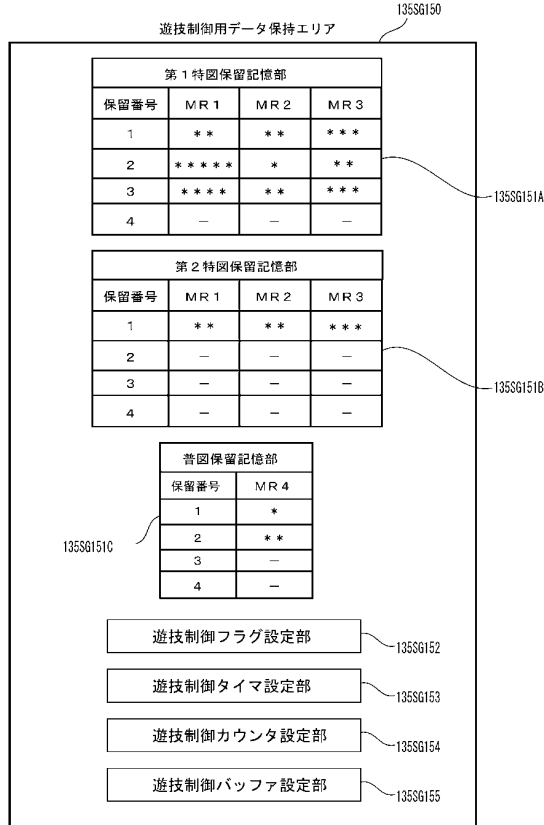 135SG150
遊技制御用データ保持エリア
第1特図保留記憶部
保留番号 MR1 MR2 MR3
1 ** ** ***
2 ***** * **
3 **** ** ***
4 － － －
135SG151A
第2特図保留記憶部
保留番号 MR1 MR2 MR3
1 ** ** ***
2 － － －
3 － － －
4 － － －
135SG151B
普図保留記憶部
保留番号 MR4
1 *
2 **
3 －
4 －
135SG151C
遊技制御フラグ設定部
135SG152
遊技制御タイマ設定部
135SG153
遊技制御カウンタ設定部
135SG154
遊技制御バッファ設定部
135SG155